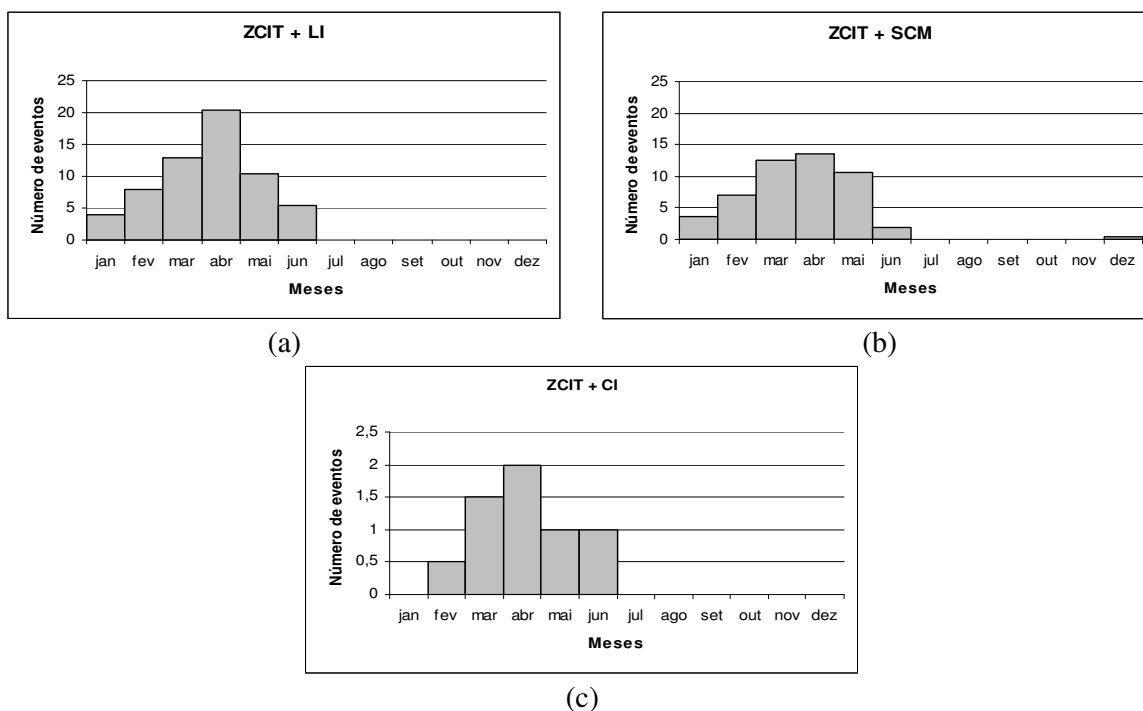 ZCIT + LI
Número de eventos
25
20
15
10
5
0
jan fev mar abr mai jun jul ago set out nov dez
Meses
(a)
ZCIT + SCM
Número de eventos
25
20
15
10
5
0
jan fev mar abr mai jun jul ago set out nov dez
Meses
(b)
ZCIT + CI
Número de eventos
2,5
2
1,5
1
0,5
0
jan fev mar abr mai jun jul ago set out nov dez
Meses
(c)